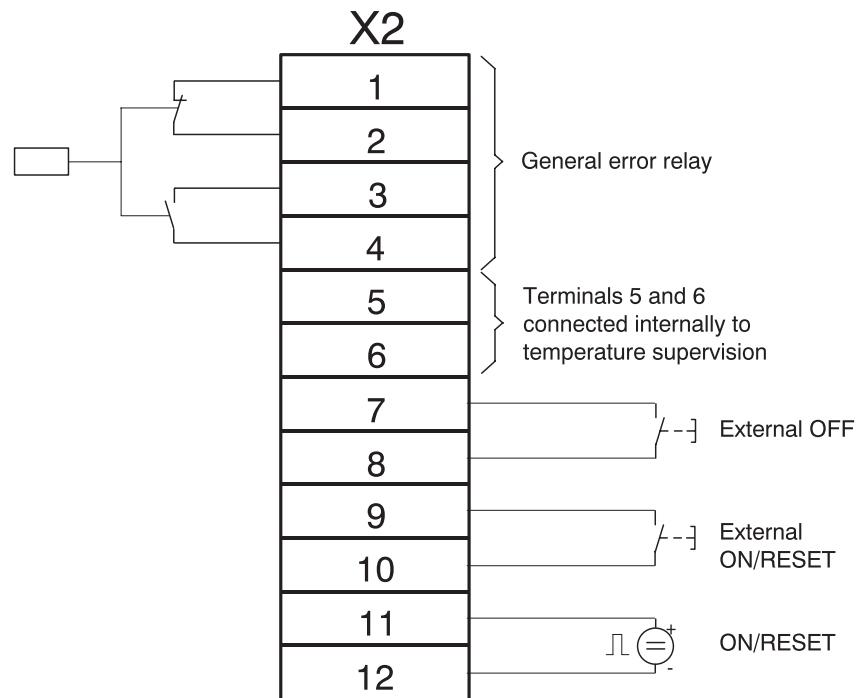 X2
1
2
3
4
General error relay
5
6
Terminals 5 and 6
connected internally to
temperature supervision
7
8
External OFF
9
10
External
ON/RESET
11
12
+
-
ON/RESET